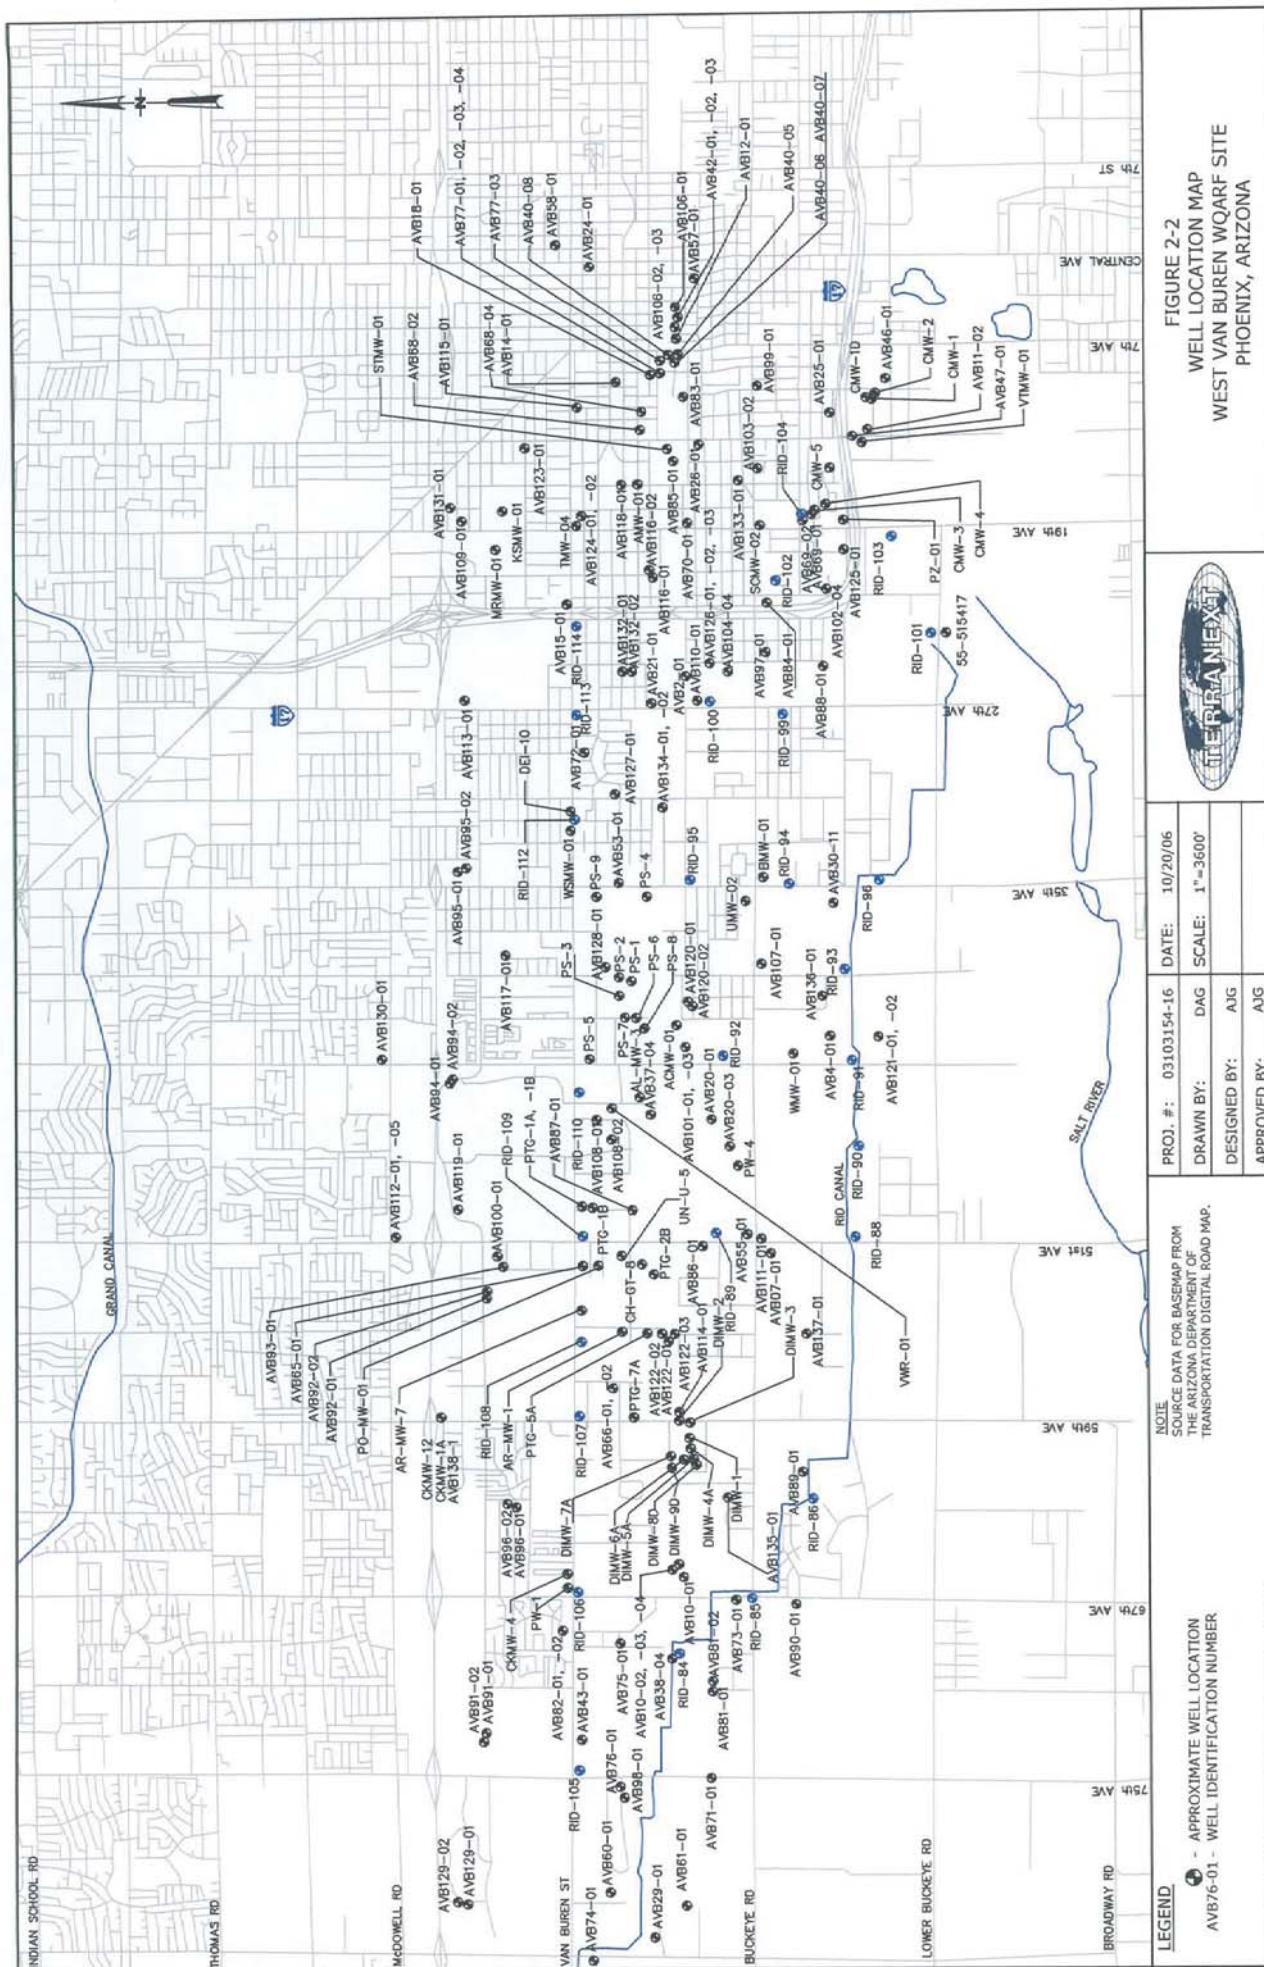 INDIAN SCHOOL RD
THOMAS RD
McDOWELL RD
VAN BUREN ST
BUCKEYE RD
LOWER BUCKEYE RD
BROADWAY RD
GRAND CANAL
SALT RIVER
RID CANAL
75th AVE
67th AVE
59th AVE
51st AVE
35th AVE
27th AVE
19th AVE
7th AVE
CENTRAL AVE
7th ST
N
17
17
AVB129-02
AVB129-01
AVB74-01
AVB60-01
AVB29-01
AVB61-01
AVB91-02
AVB91-01
RID-105
AVB76-01
AVB98-01
AVB71-01
CKMW-4
PW-1
AVB82-01, -02
RID-106
AVB43-01
AVB75-01
AVB10-02, -03, -04
AVB38-04
RID-84
AVB10-01
AVB81-02
AVB81-01
AVB73-01
RID-85
AVB90-01
AVB96-02
AVB96-01
DIMW-7A
DIMW-6A
DIMW-5A
DIMW-8D
DIMW-9D
DIMW-4A
DIMW-1
AVB135-01
AVB89-01
RID-86
AVB93-01
AVB65-01
AVB92-02
AVB92-01
PO-MW-01
AR-MW-7
CKMW-12
CKMW-1A
AVB138-1
RID-108
AR-MW-1
PTG-5A
RID-107
AVB66-01, -02
PTG-7A
AVB122-02
AVB122-01
AVB122-03
AVB114-01
DIMW-2
RID-89
DIMW-3
AVB137-01
AVB112-01, -05
AVB119-01
AVB100-01
RID-109
PTG-1A, -1B
RID-110
AVB87-01
AVB108-01
AVB108-02
PTG-1B
CH-GT-8
UN-U-5
PTG-2B
AVB86-01
AVB55-01
AVB111-01
AVB07-01
RID-88
VWR-01
RID-90
AVB130-01
AVB94-01
AVB94-02
AVB117-01
PS-3
PS-5
AVB128-01
PS-2
PS-1
PS-6
PS-8
PS-7
AL-MW-3
AVB37-04
ACMW-01
AVB101-01, -03
AVB20-01
AVB20-03
PW-4
RID-92
AVB120-01
AVB120-02
WMW-01
AVB4-01
RID-91
AVB121-01, -02
AVB107-01
AVB136-01
RID-93
AVB95-02
AVB95-01
AVB113-01
DEI-10
RID-112
WSMW-01
PS-9
AVB53-01
PS-4
RID-95
AVB127-01
AVB134-01, -02
UMW-02
BMW-01
RID-94
AVB30-11
RID-96
AVB72-01
RID-113
RID-114
AVB15-01
AVB132-01
AVB132-02
AVB21-01
AVB2-01
AVB110-01
RID-100
AVB126-01, -02, -03
AVB104-04
AVB97-01
AVB84-01
RID-99
AVB88-01
AVB102-04
RID-101
55-515417
AVB131-01
AVB109-01
KSMW-01
MRMW-01
AVB123-01
TMW-04
AVB124-01, -02
AVB118-01
AMW-01
AVB116-02
AVB116-01
AVB70-01
AVB85-01
AVB26-01
AVB133-01
SCMW-02
RID-102
AVB69-02
AVB69-01
AVB125-01
RID-103
PZ-01
CMW-3
CMW-4
CMW-5
RID-104
AVB103-02
STMW-01
AVB68-02
AVB115-01
AVB68-04
AVB14-01
AVB83-01
AVB99-01
AVB25-01
CMW-1D
AVB46-01
CMW-2
CMW-1
AVB11-02
AVB47-01
VTMW-01
AVB18-01
AVB77-01, -02, -03, -04
AVB77-03
AVB40-08
AVB58-01
AVB24-01
AVB106-02, -03
AVB106-01
AVB57-01
AVB42-01, -02, -03
AVB12-01
AVB40-05
AVB40-06 AVB40-07
LEGEND
- APPROXIMATE WELL LOCATION
AVB76-01 - WELL IDENTIFICATION NUMBER
NOTE
SOURCE DATA FOR BASEMAP FROM
THE ARIZONA DEPARTMENT OF
TRANSPORTATION DIGITAL ROAD MAP.
PROJ. #: 03103154-16
DATE: 10/20/06
DRAWN BY: DAG
SCALE: 1"=3600'
DESIGNED BY: AJG
APPROVED BY: AJG
TERRANEXT
FIGURE 2-2
WELL LOCATION MAP
WEST VAN BUREN WQARF SITE
PHOENIX, ARIZONA